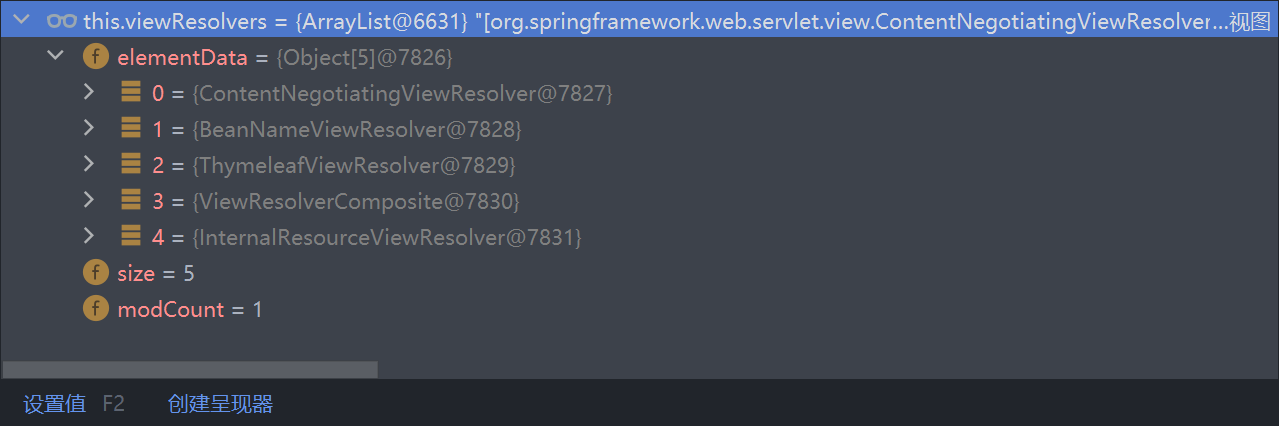 this.viewResolvers = {ArrayList@6631} "[org.springframework.web.servlet.view.ContentNegotiatingViewResolver...视图
elementData = {Object[5]@7826}
0 = {ContentNegotiatingViewResolver@7827}
1 = {BeanNameViewResolver@7828}
2 = {ThymeleafViewResolver@7829}
3 = {ViewResolverComposite@7830}
4 = {InternalResourceViewResolver@7831}
size = 5
modCount = 1
设置值 F2 创建呈现器